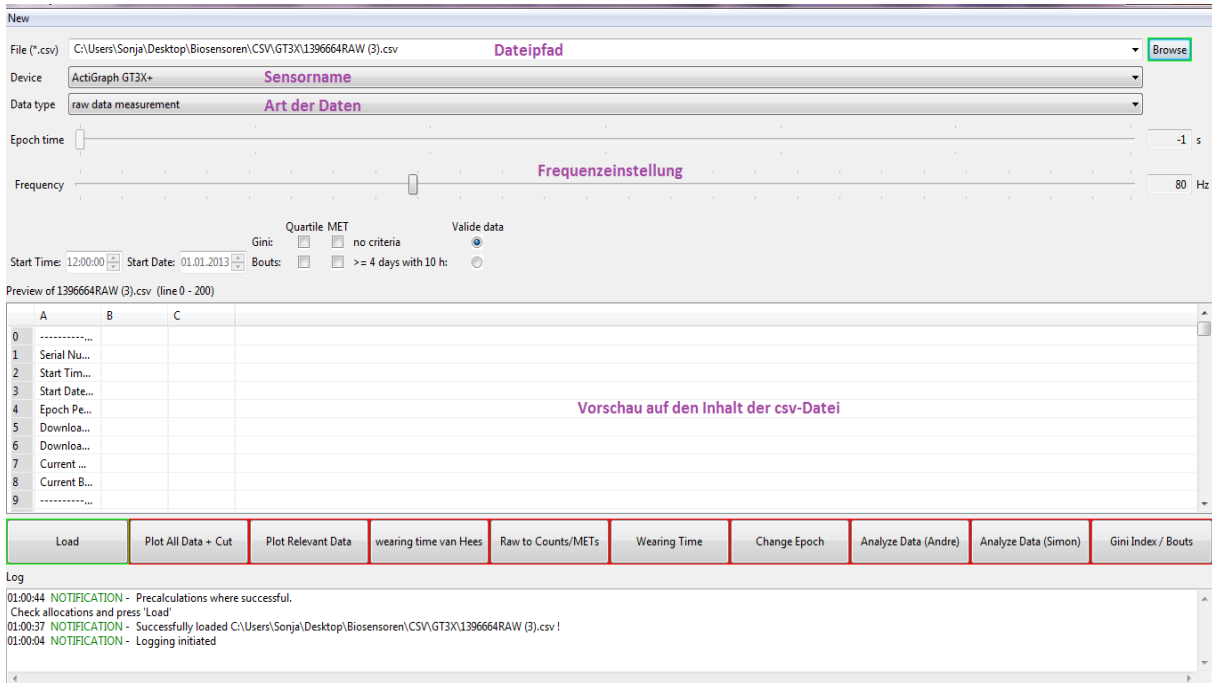 New
File (*.csv) C:\Users\Sonja\Desktop\Biosensoren\CSV\GT3X\1396664RAW (3).csv Dateipfad Browse
Device ActiGraph GT3X+ Sensorname
Data type raw data measurement Art der Daten
Epoch time -1 s
Frequenzeinstellung
Frequency 80 Hz
Quartile MET Valide data
Gini: no criteria
Start Time: 12:00:00 Start Date: 01.01.2013 Bouts: >= 4 days with 10 h:
Preview of 1396664RAW (3).csv (line 0 - 200)
A B C
0 ----------...
1 Serial Nu...
2 Start Tim...
3 Start Date...
4 Epoch Pe... Vorschau auf den Inhalt der csv-Datei
5 Downloa...
6 Downloa...
7 Current ...
8 Current B...
9 ----------...
Load Plot All Data + Cut Plot Relevant Data wearing time van Hees Raw to Counts/METs Wearing Time Change Epoch Analyze Data (Andre) Analyze Data (Simon) Gini Index / Bouts
Log
01:00:44 NOTIFICATION - Precalculations where successful.
Check allocations and press 'Load'
01:00:37 NOTIFICATION - Successfully loaded C:\Users\Sonja\Desktop\Biosensoren\CSV\GT3X\1396664RAW (3).csv !
01:00:04 NOTIFICATION - Logging initiated